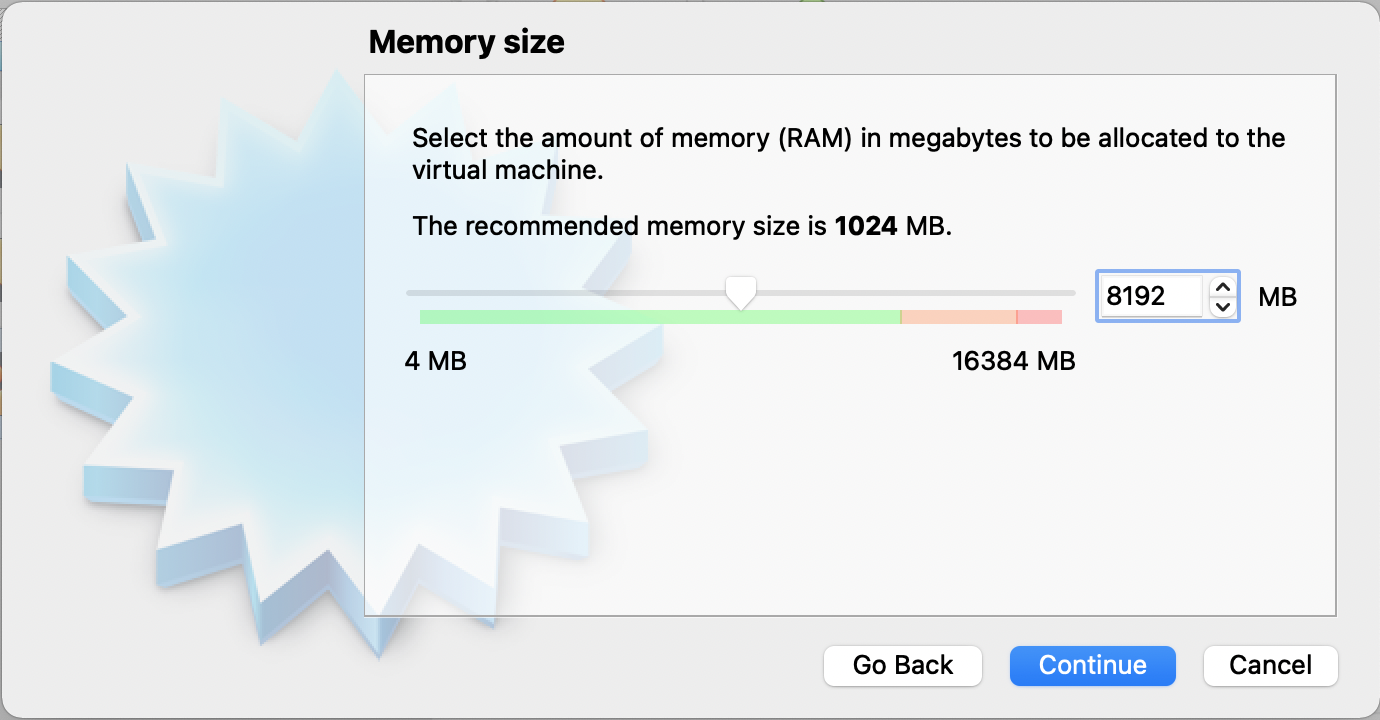 Memory size
Select the amount of memory (RAM) in megabytes to be allocated to the
virtual machine.
The recommended memory size is 1024 MB.
8192 MB
4 MB 16384 MB
Go Back Continue Cancel